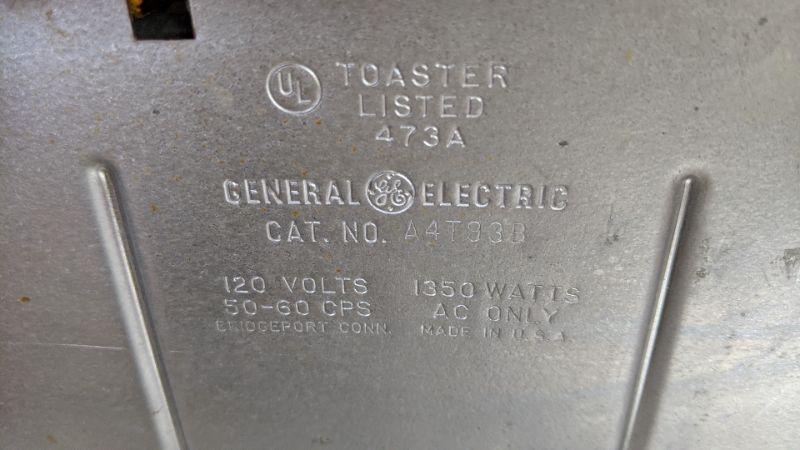 UL TOASTER
LISTED
473A
GENERAL GE ELECTRIC
CAT. NO. A4T93B
120 VOLTS 1350 WATTS
50-60 CPS AC ONLY
BRIDGEPORT CONN. MADE IN U.S.A.